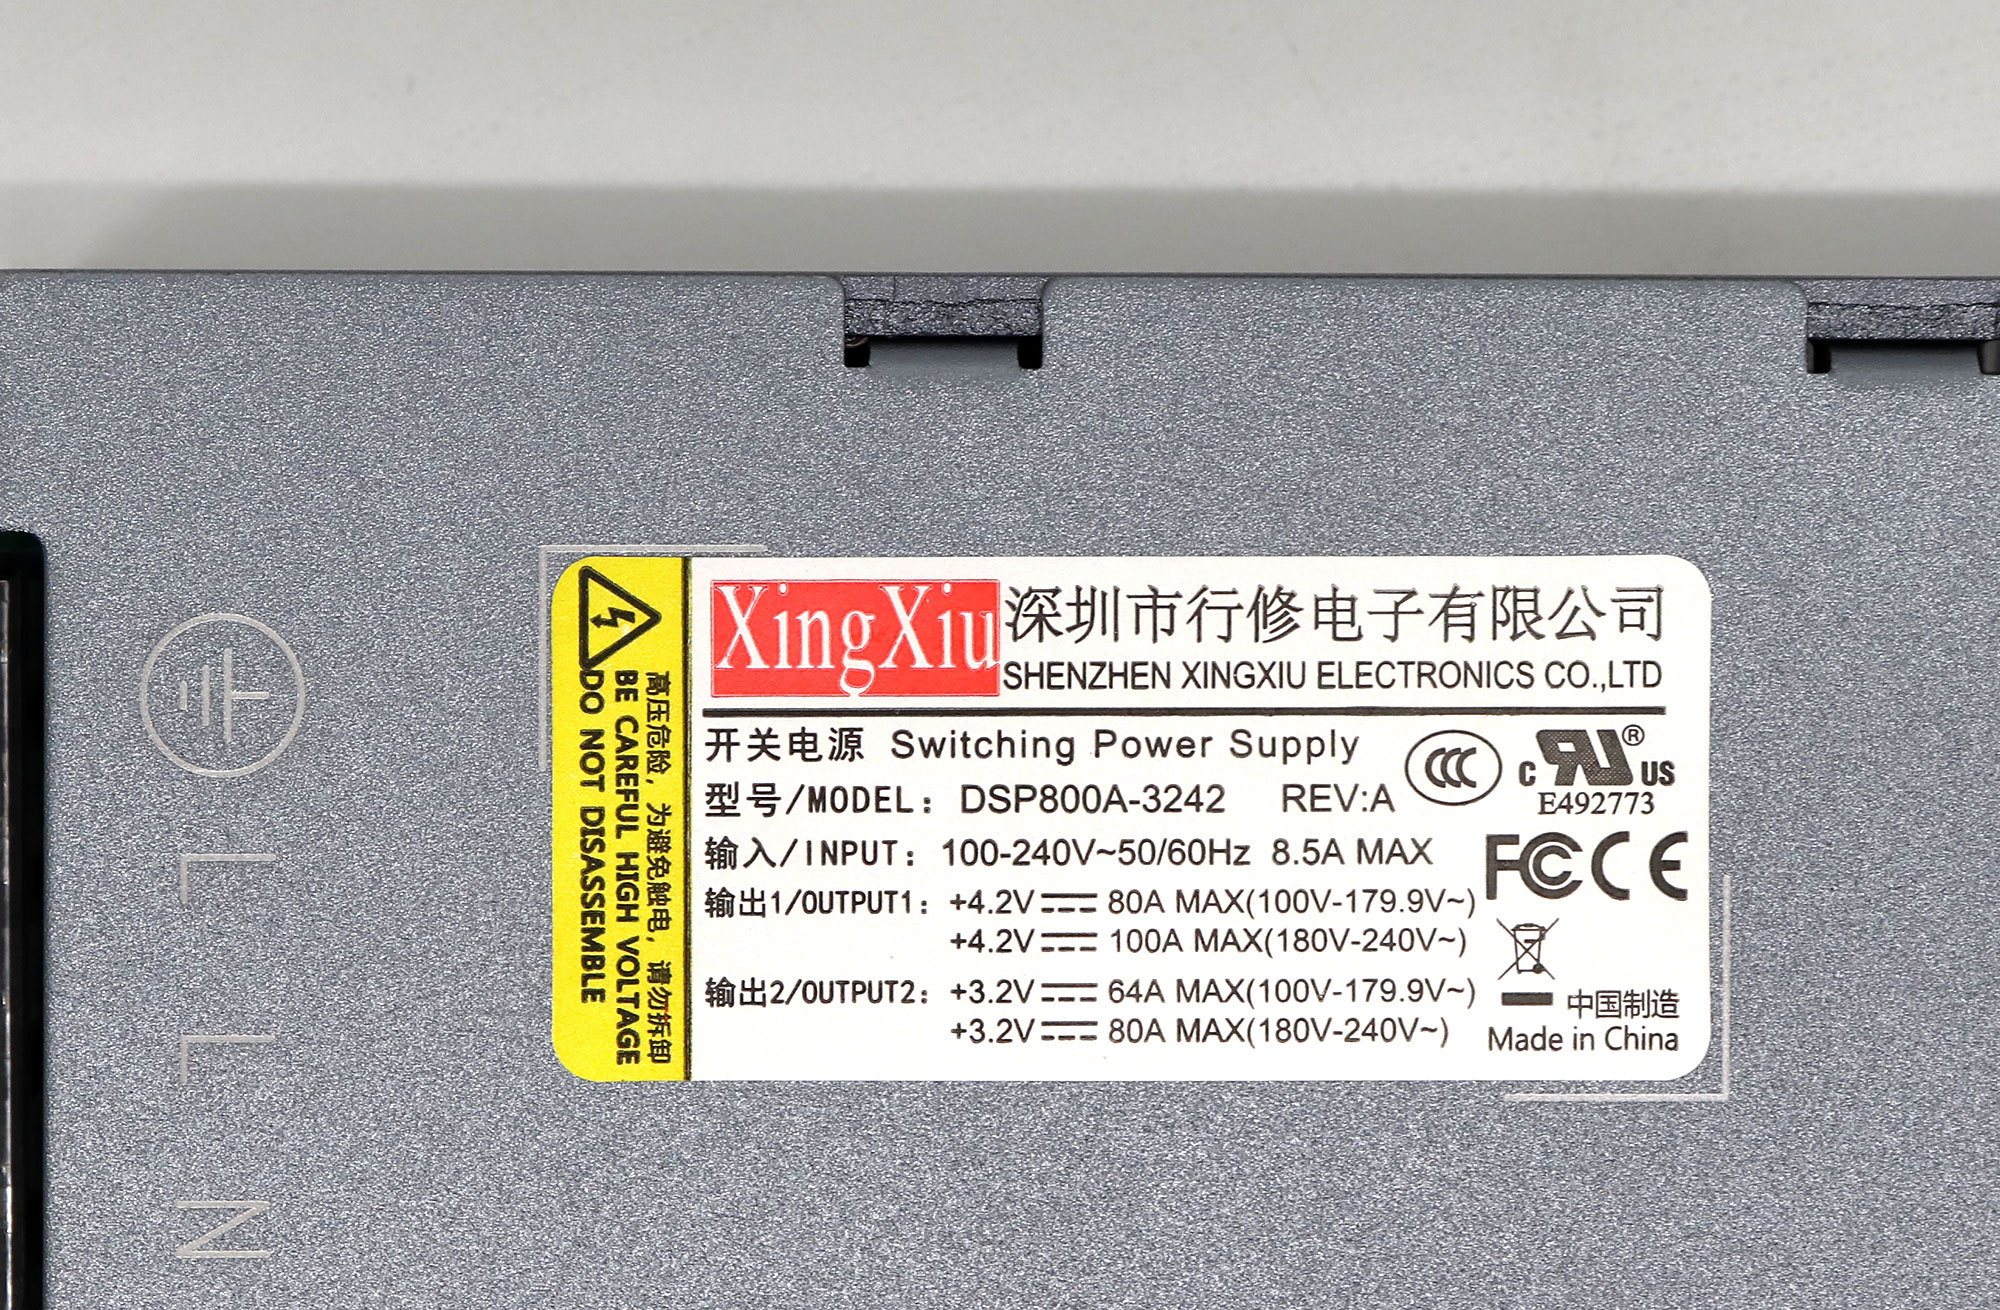 XingXiu 深圳市行修电子有限公司
SHENZHEN XINGXIU ELECTRONICS CO.,LTD
开关电源 Switching Power Supply
型号/MODEL: DSP800A-3242 REV:A
输入/INPUT: 100-240V~50/60Hz 8.5A MAX
输出1/OUTPUT1: +4.2V⎓80A MAX(100V-179.9V~)
+4.2V⎓100A MAX(180V-240V~)
输出2/OUTPUT2: +3.2V⎓64A MAX(100V-179.9V~)
+3.2V⎓80A MAX(180V-240V~)
CCC
c RU® US
E492773
FC CE
中国制造
Made in China
高压危险，为避免触电，请勿拆卸
BE CAREFUL HIGH VOLTAGE
DO NOT DISASSEMBLE
L
L
N